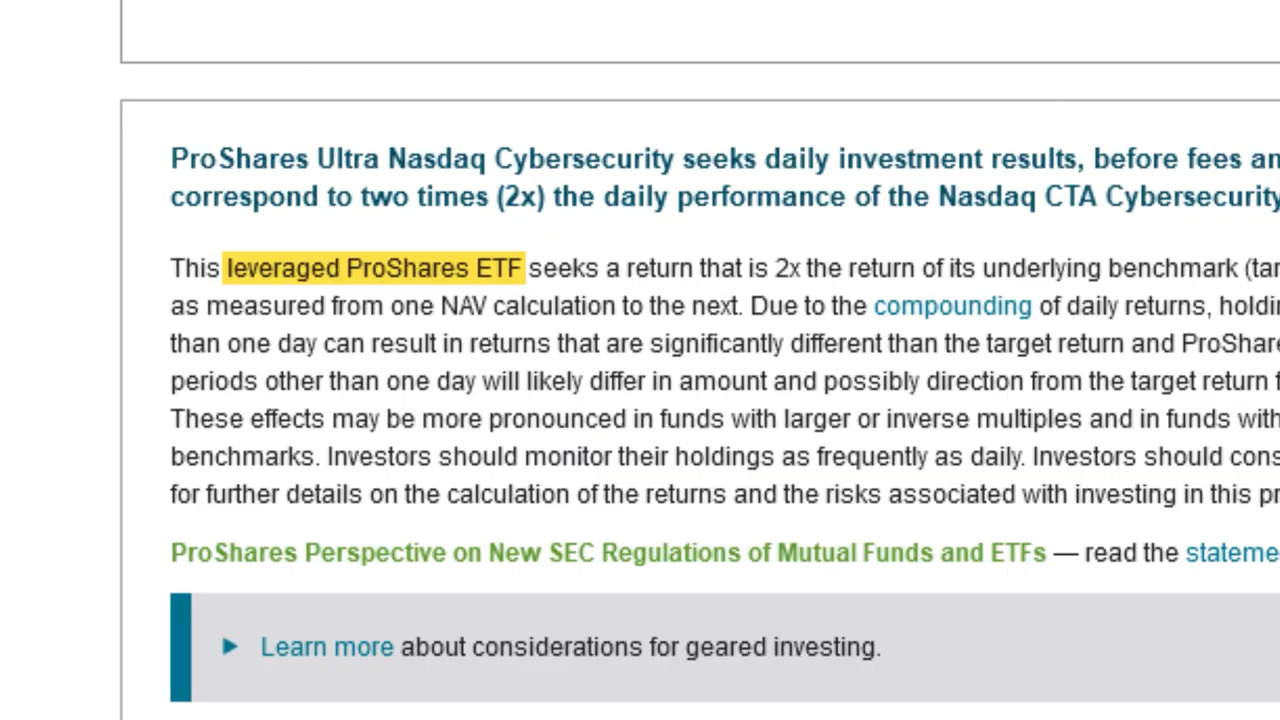 ProShares Ultra Nasdaq Cybersecurity seeks daily investment results, before fees
correspond to two times (2x) the daily performance of the Nasdaq CTA Cybersecurity
This leveraged ProShares ETF seeks a return that is 2x the return of its underlying benchmark
as measured from one NAV calculation to the next. Due to the compounding of daily returns,
than one day can result in returns that are significantly different than the target return and
periods other than one day will likely differ in amount and possibly direction from the target return
These effects may be more pronounced in funds with larger or inverse multiples and in funds with
benchmarks. Investors should monitor their holdings as frequently as daily. Investors should
for further details on the calculation of the returns and the risks associated with investing in this
ProShares Perspective on New SEC Regulations of Mutual Funds and ETFs — read the
Learn more about considerations for geared investing.